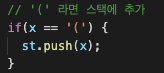 // '(' 라면 스택에 추가
if(x == '(') {
st.push(x);
}